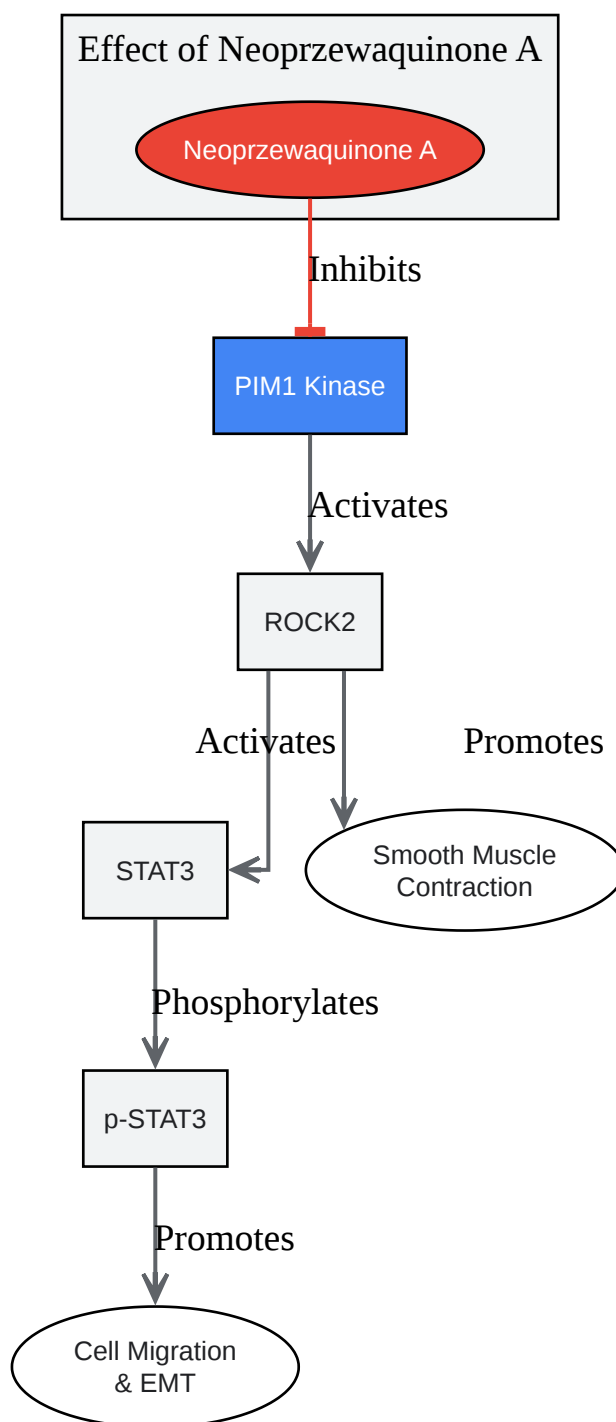 Effect of Neoprzewaquinone A
Neoprzewaquinone A
Inhibits
PIM1 Kinase
Activates
ROCK2
Activates
Promotes
STAT3
Smooth Muscle
Contraction
Phosphorylates
p-STAT3
Promotes
Cell Migration
& EMT